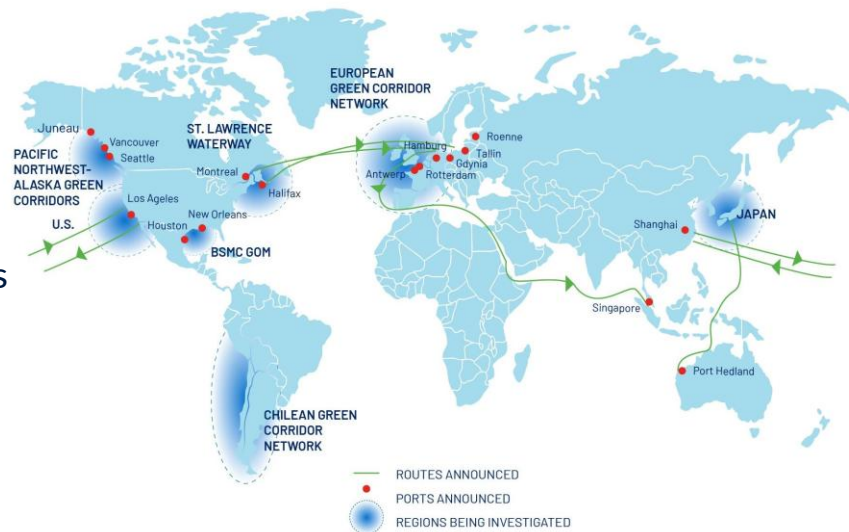 EUROPEAN
GREEN CORRIDOR
NETWORK
Juneau
Vancouver
Seattle
PACIFIC
NORTHWEST-
ALASKA GREEN
CORRIDORS
ST. LAWRENCE
WATERWAY
Montreal
Halifax
Hamburg
Roenne
Tallin
Gdynia
Antwerp
Rotterdam
Los Ageles
U.S.
Houston
New Orleans
BSMC GOM
Shanghai
JAPAN
s
Singapore
Port Hedland
CHILEAN GREEN
CORRIDOR
NETWORK
ROUTES ANNOUNCED
PORTS ANNOUNCED
REGIONS BEING INVESTIGATED